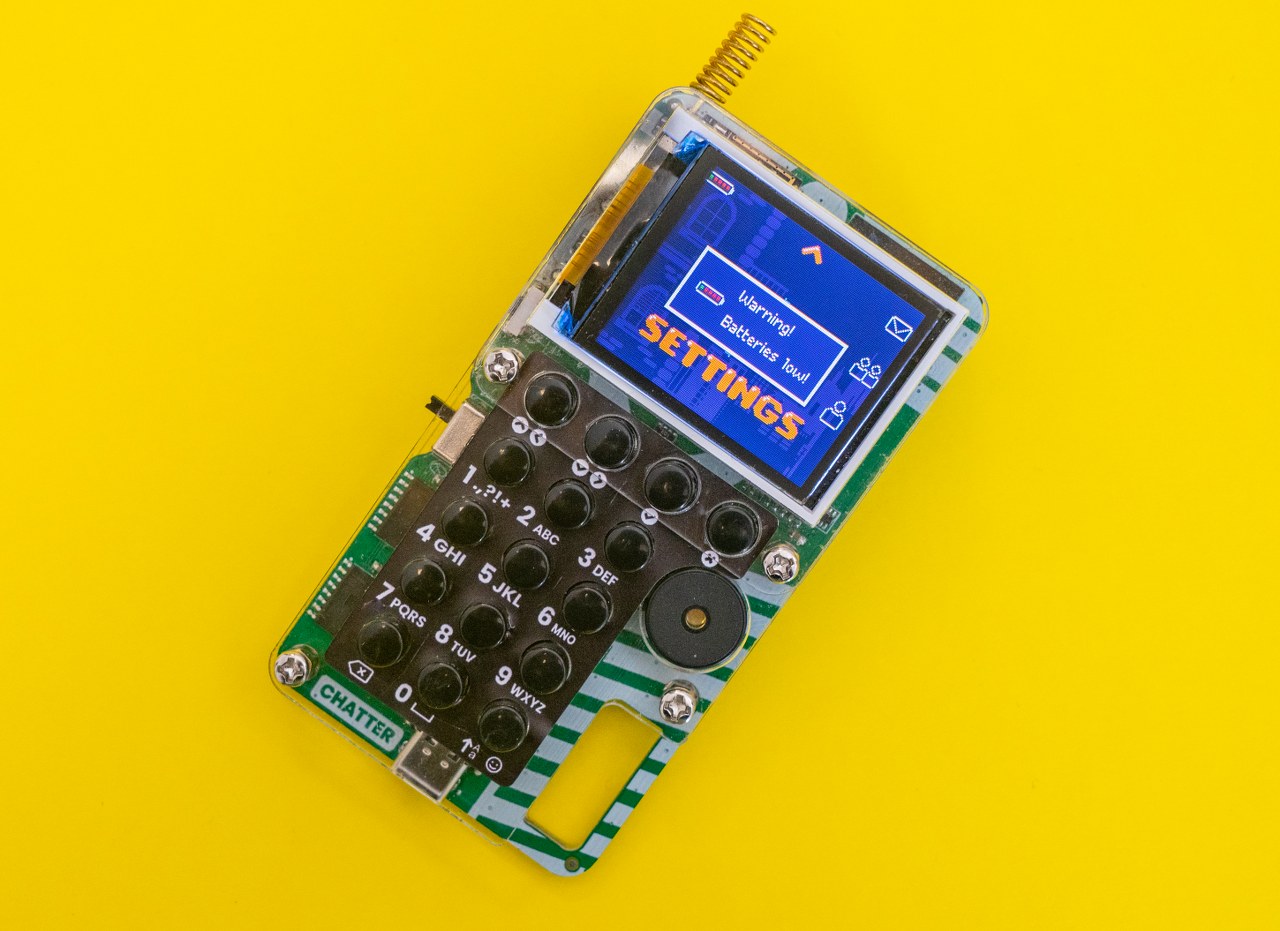 Warning!
Batteries low!
SETTINGS
1 .,?!+
2 ABC
3 DEF
4 GHI
5 JKL
6 MNO
7 PQRS
8 TUV
9 WXYZ
0
A
a
CHATTER